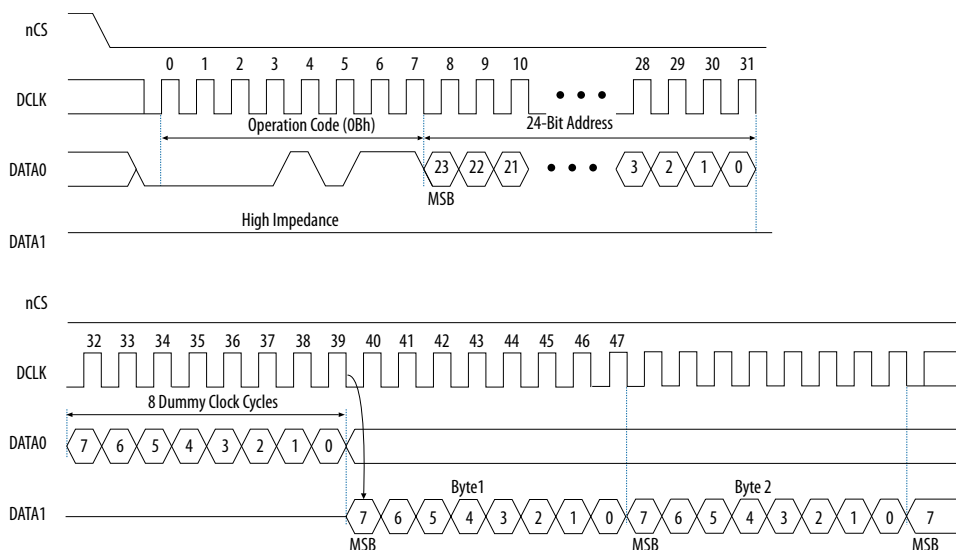 nCS
0 1 2 3 4 5 6 7 8 9 10 28 29 30 31
DCLK
Operation Code (0Bh) 24-Bit Address
DATA0 23 22 21 3 2 1 0
MSB
High Impedance
DATA1
nCS
32 33 34 35 36 37 38 39 40 41 42 43 44 45 46 47
DCLK
8 Dummy Clock Cycles
DATA0 7 6 5 4 3 2 1 0
Byte1 Byte 2
DATA1 7 6 5 4 3 2 1 0 7 6 5 4 3 2 1 0 7
MSB MSB MSB